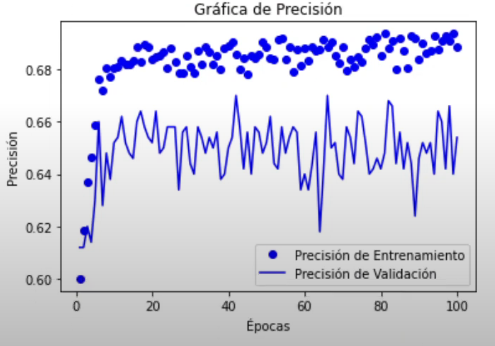 Gráfica de Precisión
0.68
0.66
0.64
0.62
0.60
Precisión
Precisión de Entrenamiento
Precisión de Validación
0 20 40 60 80 100
Épocas